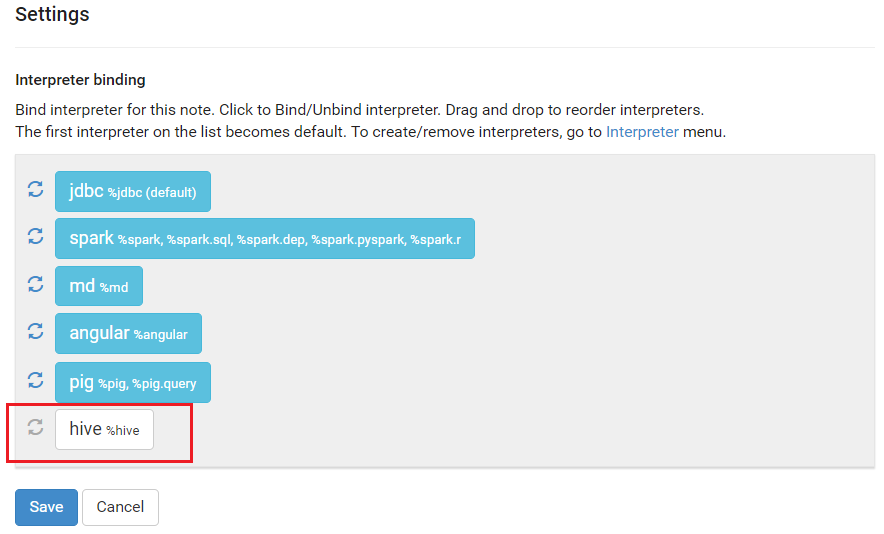 Settings
Interpreter binding
Bind interpreter for this note. Click to Bind/Unbind interpreter. Drag and drop to reorder interpreters.
The first interpreter on the list becomes default. To create/remove interpreters, go to Interpreter menu.
jdbc %jdbc (default)
spark %spark, %spark.sql, %spark.dep, %spark.pyspark, %spark.r
md %md
angular %angular
pig %pig, %pig.query
hive %hive
Save Cancel